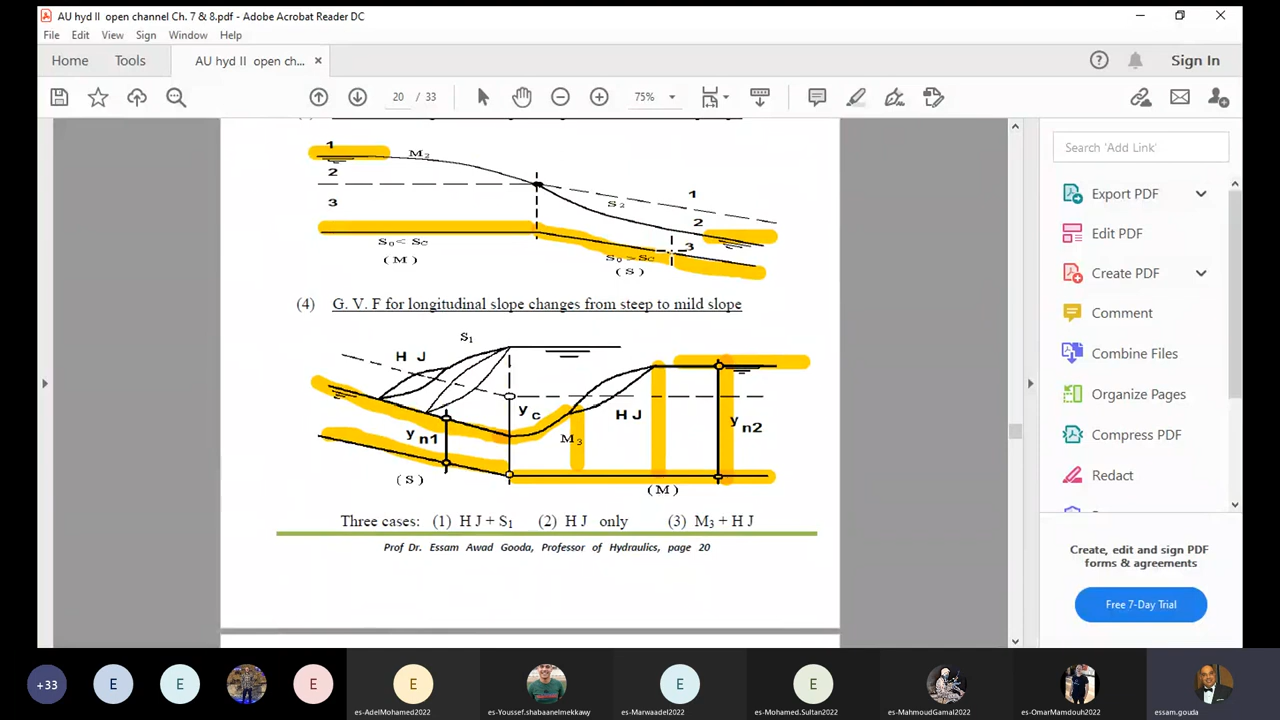 AU hyd II open channel Ch. 7 & 8.pdf - Adobe Acrobat Reader DC
File Edit View Sign Window Help
Home Tools AU hyd II open ch... × Sign In
20 / 33 75%
Search 'Add Link'
Export PDF
Edit PDF
Create PDF
Comment
Combine Files
Organize Pages
Compress PDF
Redact
Create, edit and sign PDF
forms & agreements
Free 7-Day Trial
1
M2
2
3
S0 < SC
( M )
S2
1
2
3
S0 > SC
( S )
(4) G. V. F for longitudinal slope changes from steep to mild slope
S1
H J
y c
H J
y n1
M3
y n2
( S )
( M )
Three cases: (1) H J + S1 (2) H J only (3) M3 + H J
Prof Dr. Essam Awad Gooda, Professor of Hydraulics, page 20
+33 E E E E E E
es-AdelMohamed2022 es-Youssef.shabaanelmekkawy es-Marwaadel2022 es-Mohamed.Sultan2022 es-MahmoudGamal2022 es-OmarMamdouh2022 essam.gouda